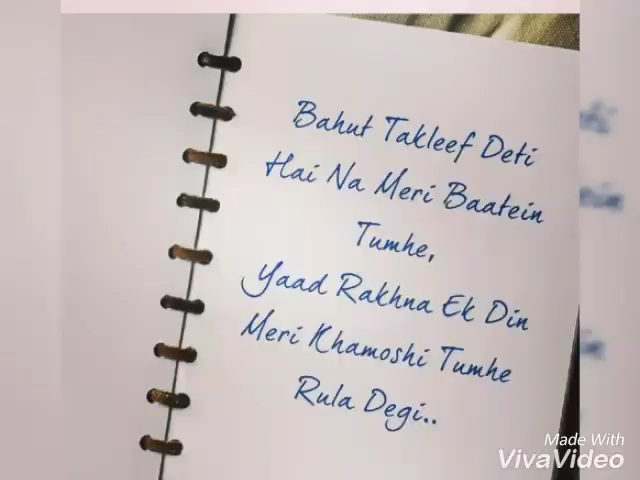 Bahut Takleef Deti
Hai Na Meri Baatein
Tumhe,
Yaad Rakhna Ek Din
Meri Khamoshi Tumhe
Rula Degi..
Made With
VivaVideo